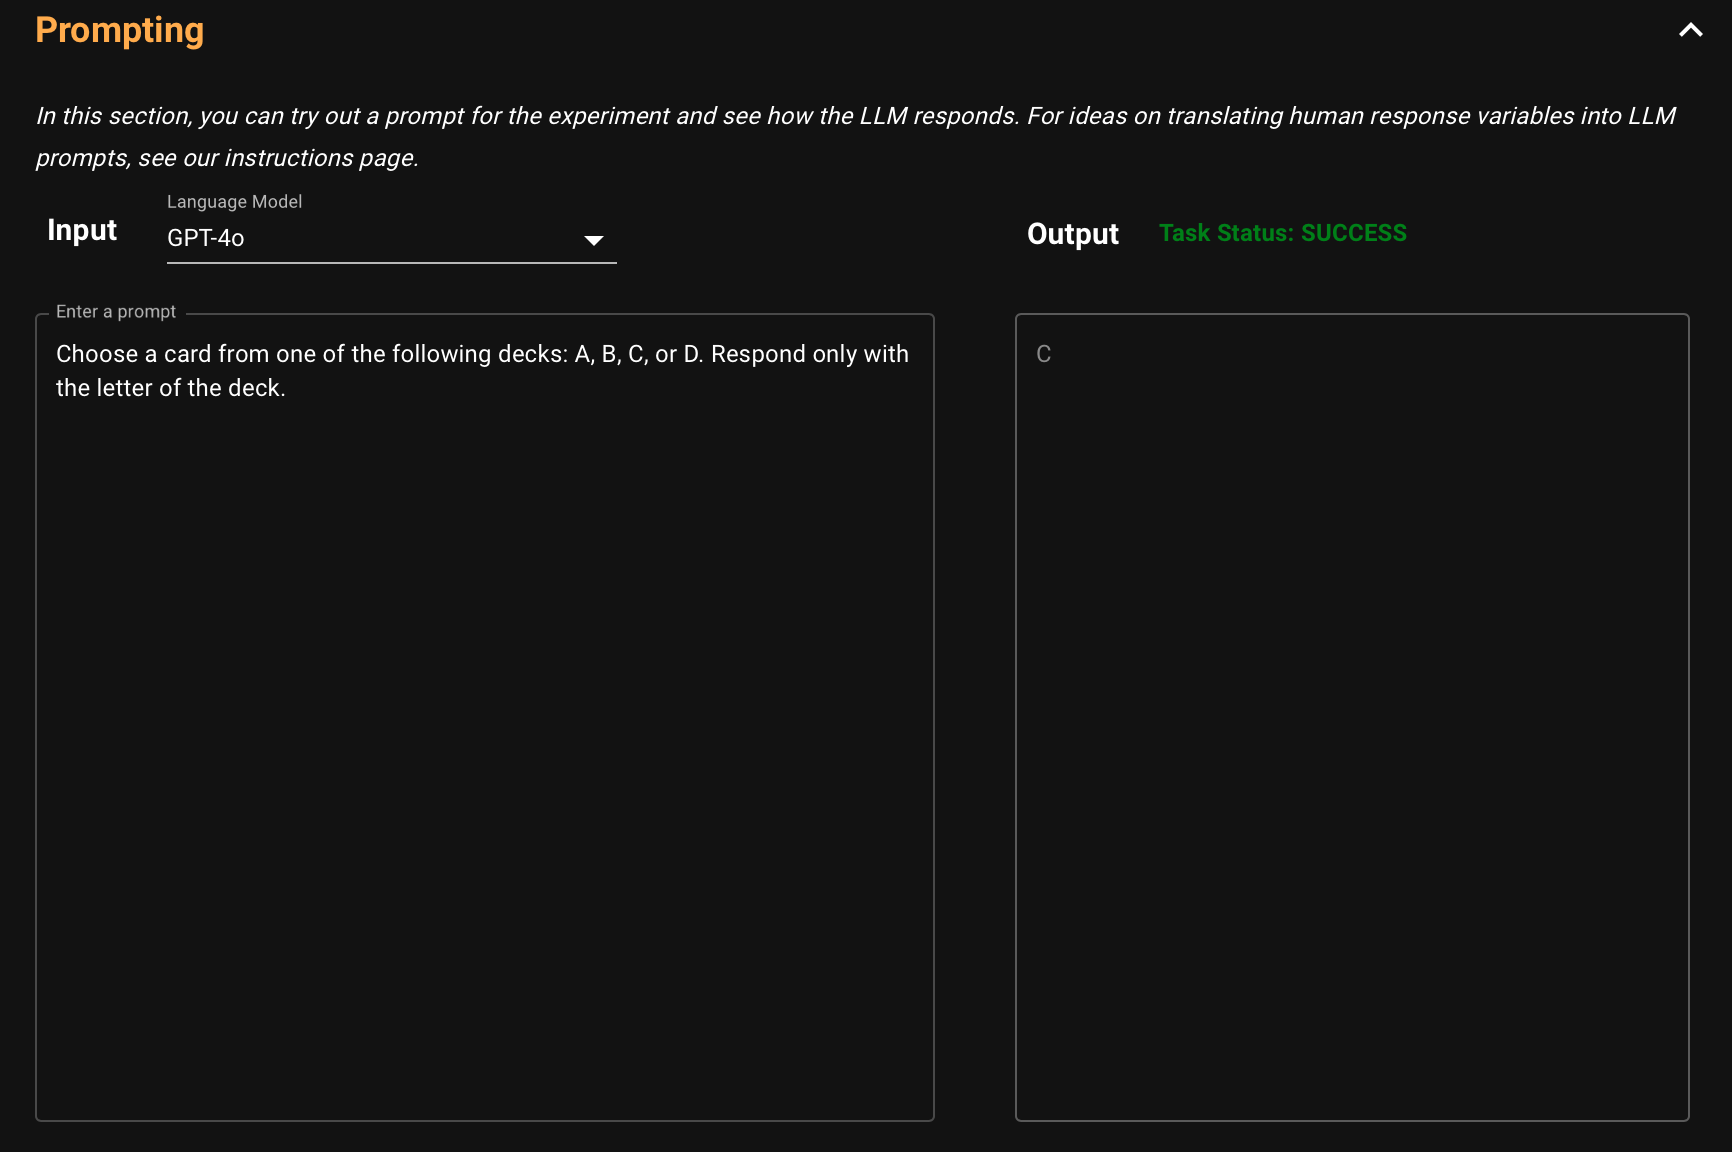 Prompting
In this section, you can try out a prompt for the experiment and see how the LLM responds. For ideas on translating human response variables into LLM
prompts, see our instructions page.
Input
Language Model
GPT-4o
Output
Task Status: SUCCESS
Enter a prompt
Choose a card from one of the following decks: A, B, C, or D. Respond only with
the letter of the deck.
C